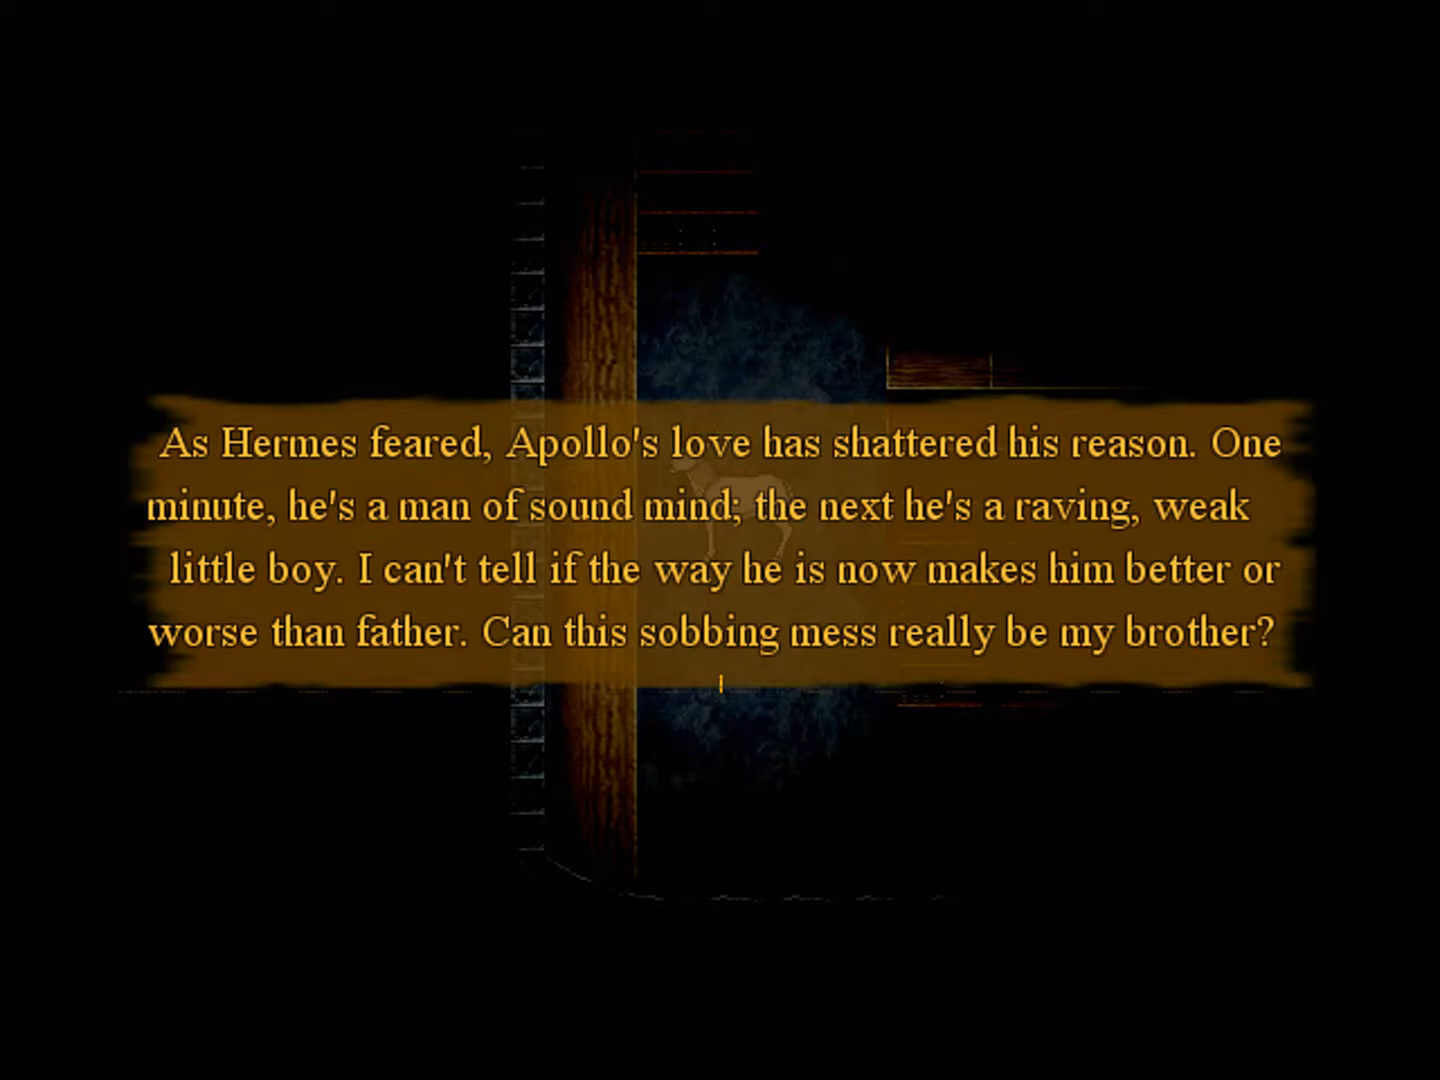 As Hermes feared, Apollo's love has shattered his reason. One
minute, he's a man of sound mind; the next he's a raving, weak
little boy. I can't tell if the way he is now makes him better or
worse than father. Can this sobbing mess really be my brother?